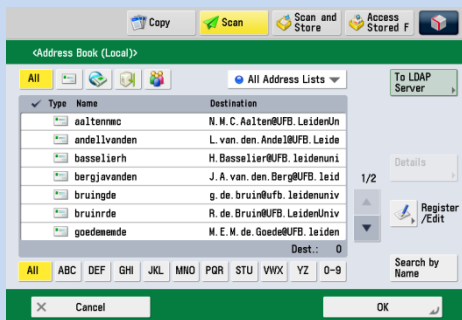 Copy
Scan
Scan and Store
Access Stored F
<Address Book (Local)>
All
All Address Lists
To LDAP Server
Type Name Destination
aaltennmc N.M.C.Aalten@UFB.LeidenUn
andellvanden L.van.den.Andel@UFB.Leide
basselierh H.Basselier@UFB.leidenuni
bergjavanden J.A.van.den.Berg@UFB.leid
bruingde g.de.bruin@ufb.leidenuniv
bruinrde R.de.Bruin@UFB.LeidenUniv
goedememde M.E.M.de.Goede@UFB.leiden
1/2
Details
Register /Edit
Dest.: 0
All ABC DEF GHI JKL MNO PQR STU VWX YZ 0-9
Search by Name
Cancel
OK